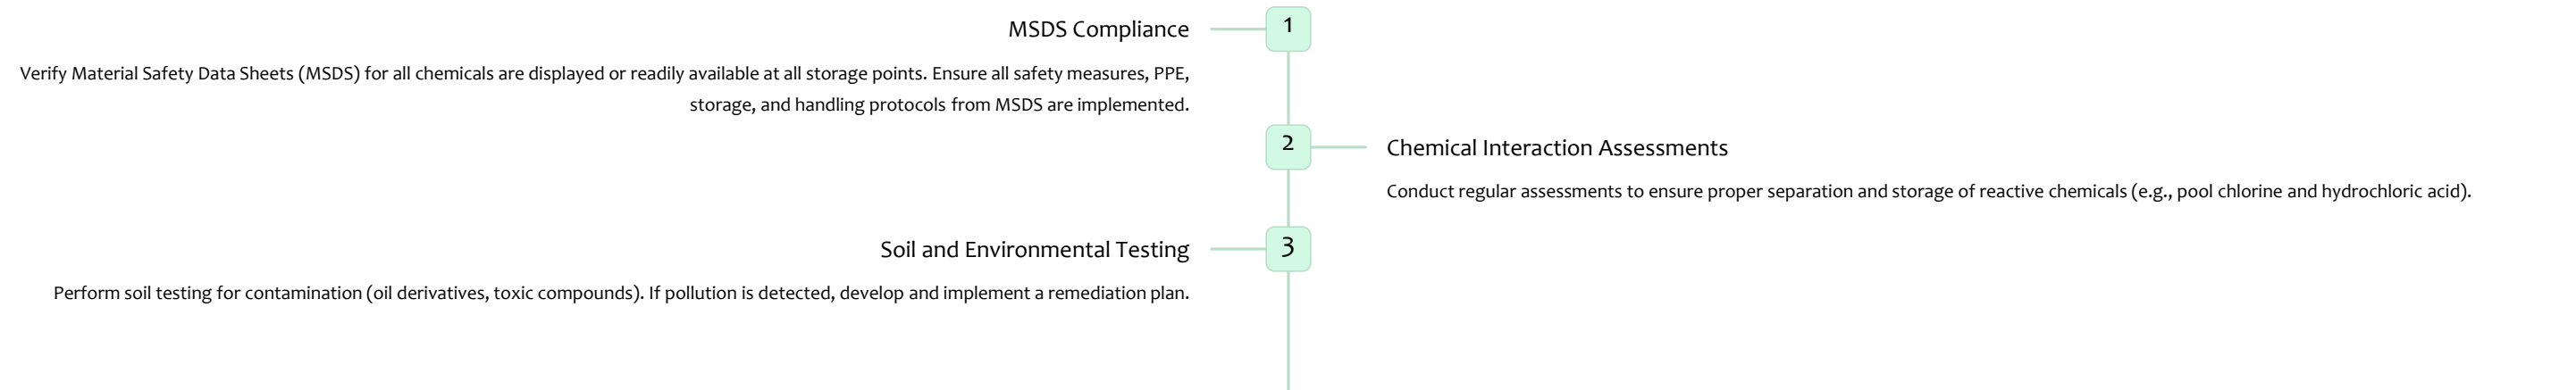 MSDS Compliance
1
Verify Material Safety Data Sheets (MSDS) for all chemicals are displayed or readily available at all storage points. Ensure all safety measures, PPE,
storage, and handling protocols from MSDS are implemented.
2
Chemical Interaction Assessments
Conduct regular assessments to ensure proper separation and storage of reactive chemicals (e.g., pool chlorine and hydrochloric acid).
Soil and Environmental Testing
3
Perform soil testing for contamination (oil derivatives, toxic compounds). If pollution is detected, develop and implement a remediation plan.